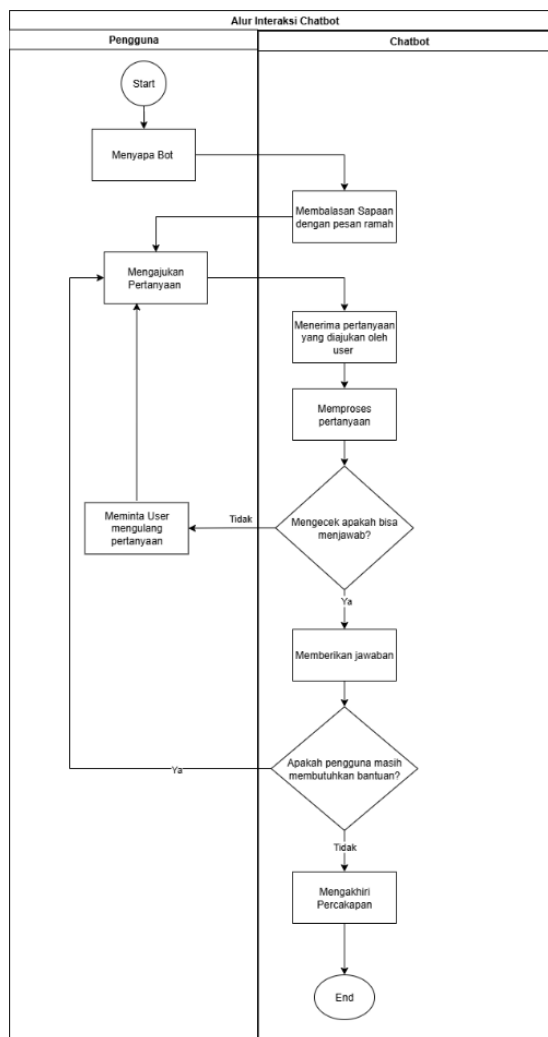 Alur Interaksi Chatbot
Pengguna
Chatbot
Start
Menyapa Bot
Membalasan Sapaan
dengan pesan ramah
Mengajukan
Pertanyaan
Menerima pertanyaan
yang diajukan oleh
user
Memproses
pertanyaan
Mengecek apakah bisa
menjawab?
Tidak
Meminta User
mengulang
pertanyaan
Ya
Memberikan jawaban
Apakah pengguna masih
membutuhkan bantuan?
Ya
Tidak
Mengakhiri
Percakapan
End